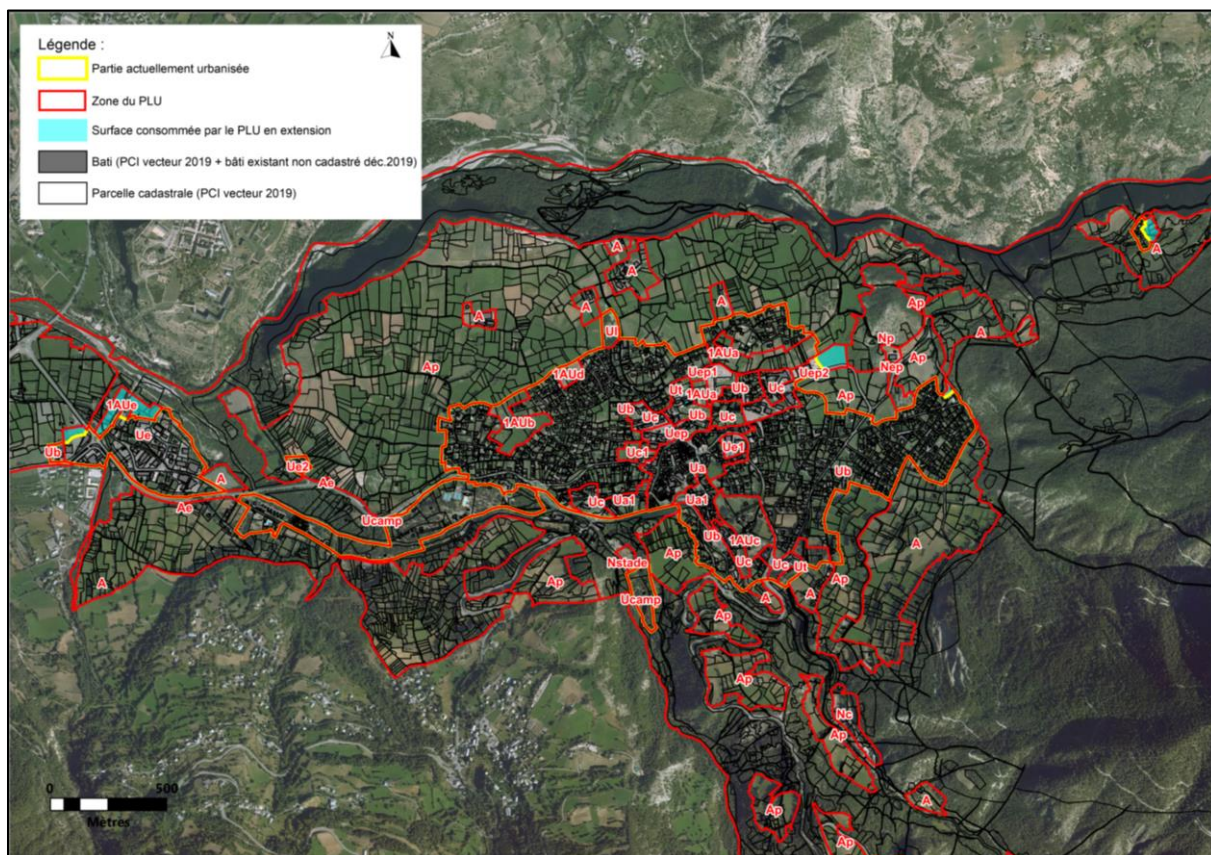 Légende :
N
Partie actuellement urbanisée
Zone du PLU
Surface consommée par le PLU en extension
Bati (PCI vecteur 2019 + bâti existant non cadastré déc.2019)
Parcelle cadastrale (PCI vecteur 2019)
A
A
A
A
A
A
Ap
A
Ul
Np
Ap
1AUa
Ap
Uep1
Uep2
Nep
1AUd
Ut
1AUa
Ub
Uc
Ap
1AUe
Ub
Uc
Ub
Uc
1AUb
Ue
Uep
Ub
Uc1
Ue1
Ue2
Ua
Ub
A
Ae
Uc
Ua1
Ua1
Ae
Ucamp
Ub
1AUc
A
A
Ap
Nstade
Ap
Uc
Uc
Ut
Ap
Ucamp
A
A
Ap
Ap
Nc
Ap
A
Ap
Ap
0
500
Mètres